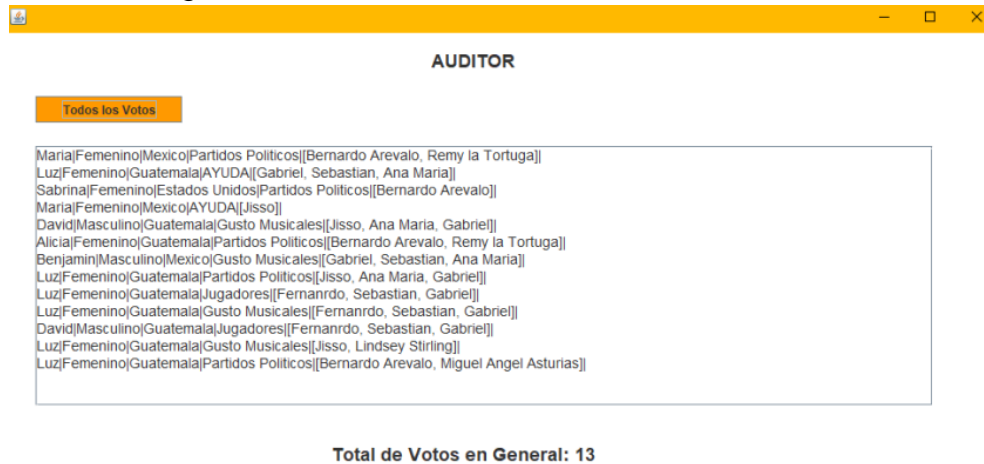 AUDITOR
Todos los Votos
Maria|Femenino|Mexico|Partidos Politicos|[Bernardo Arevalo, Remy la Tortuga]|
Luz|Femenino|Guatemala|AYUDA|[Gabriel, Sebastian, Ana Maria]|
Sabrina|Femenino|Estados Unidos|Partidos Politicos|[Bernardo Arevalo]|
Maria|Femenino|Mexico|AYUDA|[Jisso]|
David|Masculino|Guatemala|Gusto Musicales|[Jisso, Ana Maria, Gabriel]|
Alicia|Femenino|Guatemala|Partidos Politicos|[Bernardo Arevalo, Remy la Tortuga]|
Benjamin|Masculino|Mexico|Gusto Musicales|[Gabriel, Sebastian, Ana Maria]|
Luz|Femenino|Guatemala|Partidos Politicos|[Jisso, Ana Maria, Gabriel]|
Luz|Femenino|Guatemala|Jugadores|[Fernanrdo, Sebastian, Gabriel]|
Luz|Femenino|Guatemala|Gusto Musicales|[Fernanrdo, Sebastian, Gabriel]|
David|Masculino|Guatemala|Jugadores|[Fernanrdo, Sebastian, Gabriel]|
Luz|Femenino|Guatemala|Gusto Musicales|[Jisso, Lindsey Stirling]|
Luz|Femenino|Guatemala|Partidos Politicos|[Bernardo Arevalo, Miguel Angel Asturias]|
Total de Votos en General: 13